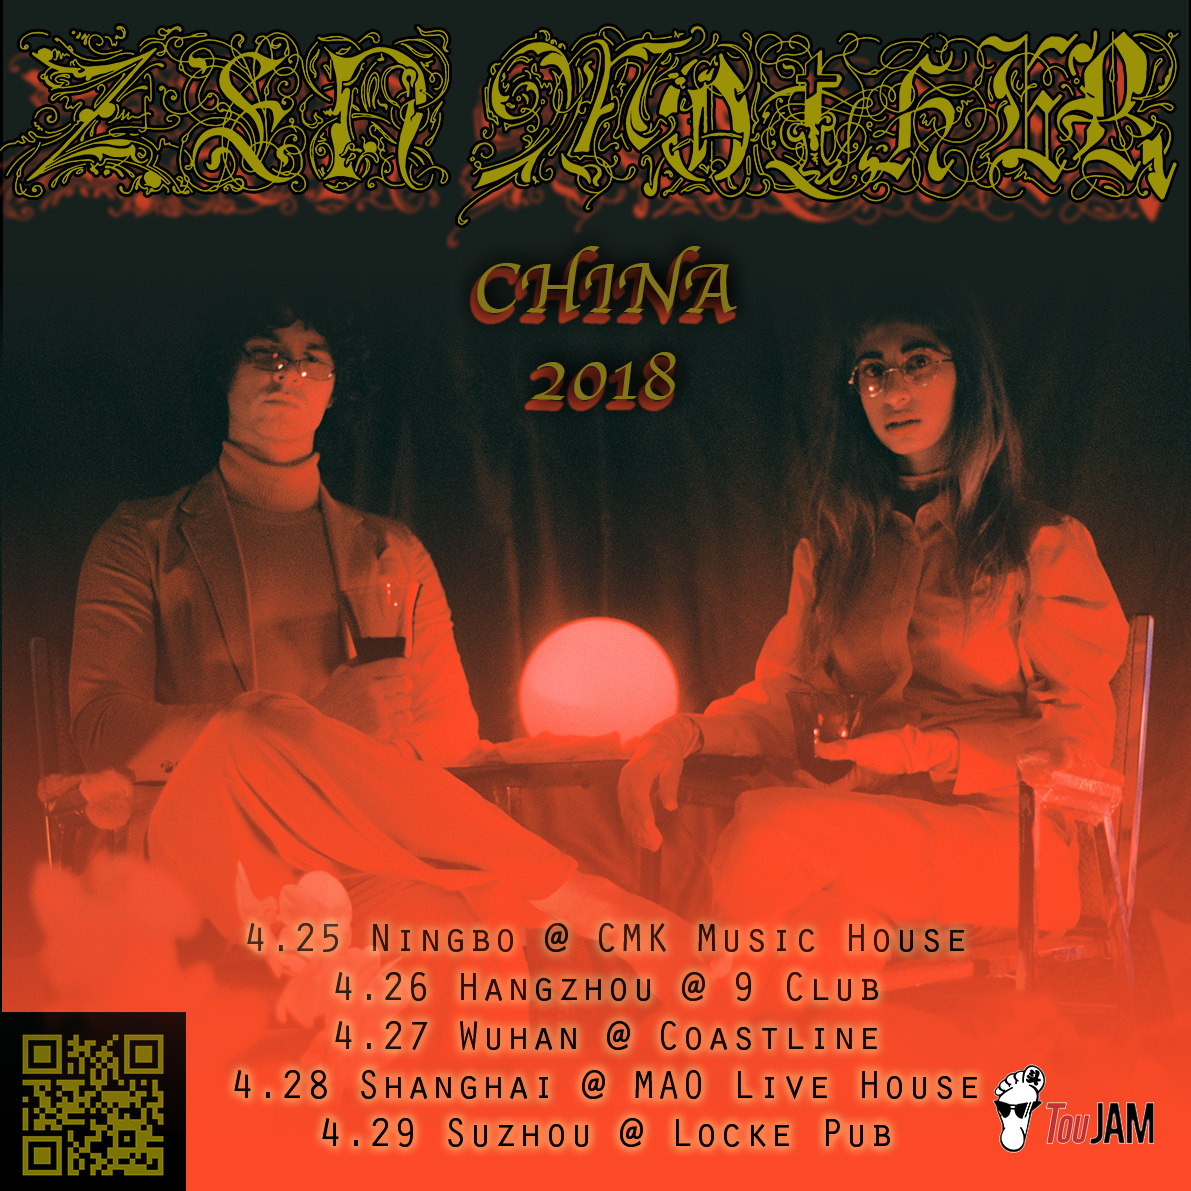 ZEN MOTHER
CHINA
2018
4.25 NINGBO @ CMK MUSIC HOUSE
4.26 HANGZHOU @ 9 CLUB
4.27 WUHAN @ COASTLINE
4.28 SHANGHAI @ MAO LIVE HOUSE
4.29 SUZHOU @ LOCKE PUB
TOUJAM